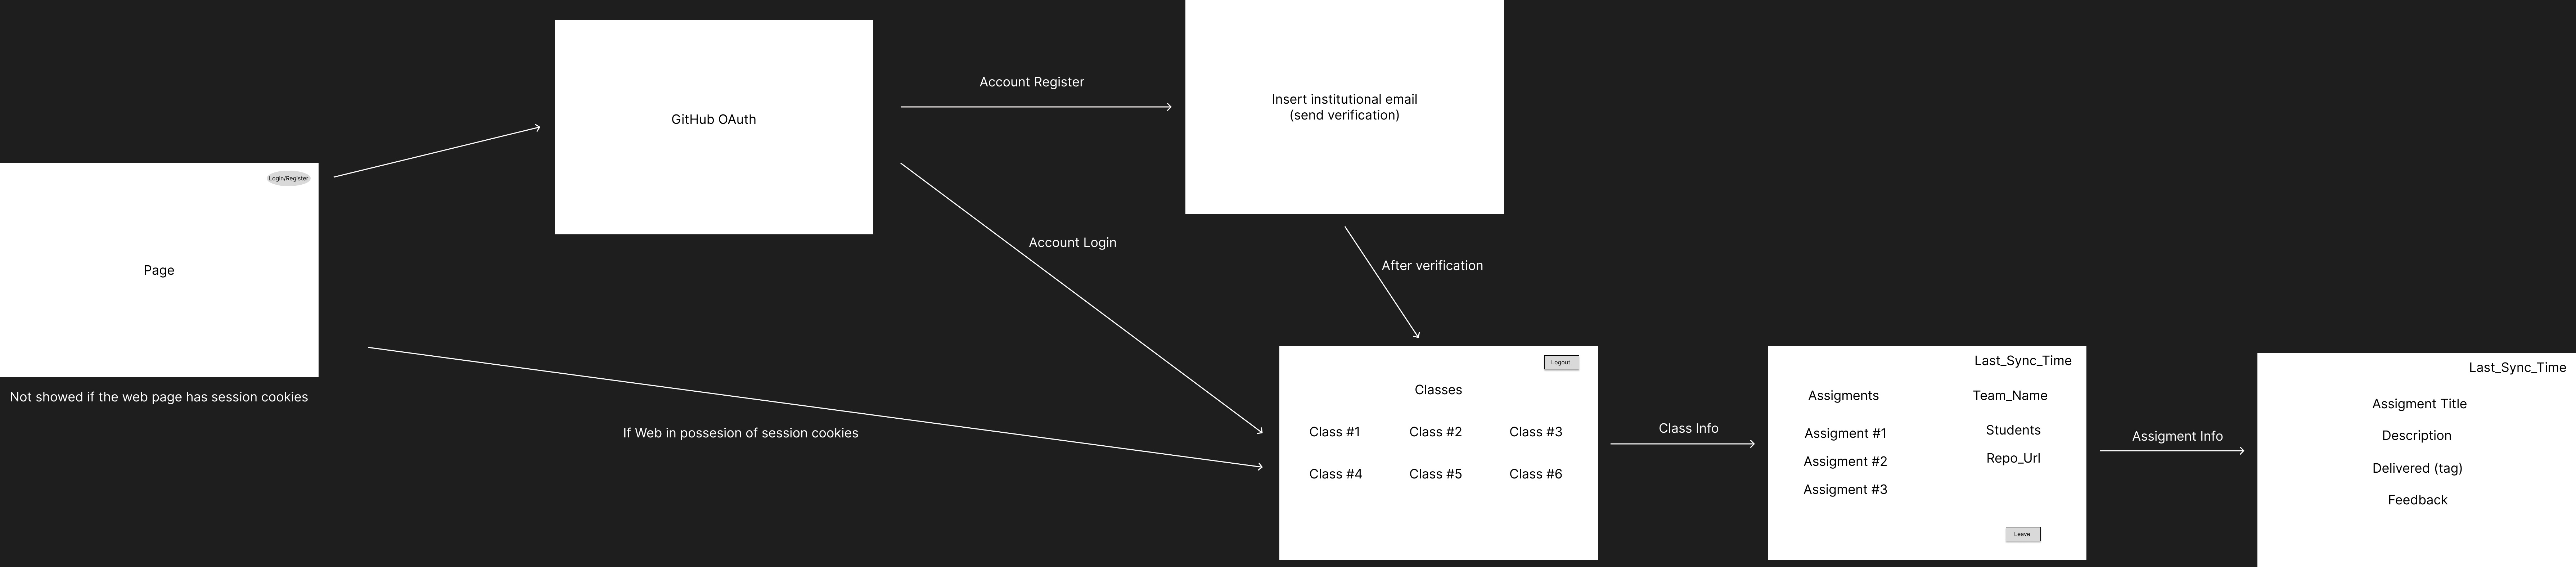 Login/Register
Page
Not showed if the web page has session cookies
GitHub OAuth
Account Register
Insert institutional email
(send verification)
Account Login
After verification
If Web in possesion of session cookies
Logout
Classes
Class #1
Class #2
Class #3
Class #4
Class #5
Class #6
Class Info
Last_Sync_Time
Assigments
Assigment #1
Assigment #2
Assigment #3
Team_Name
Students
Repo_Url
Leave
Assigment Info
Last_Sync_Time
Assigment Title
Description
Delivered (tag)
Feedback